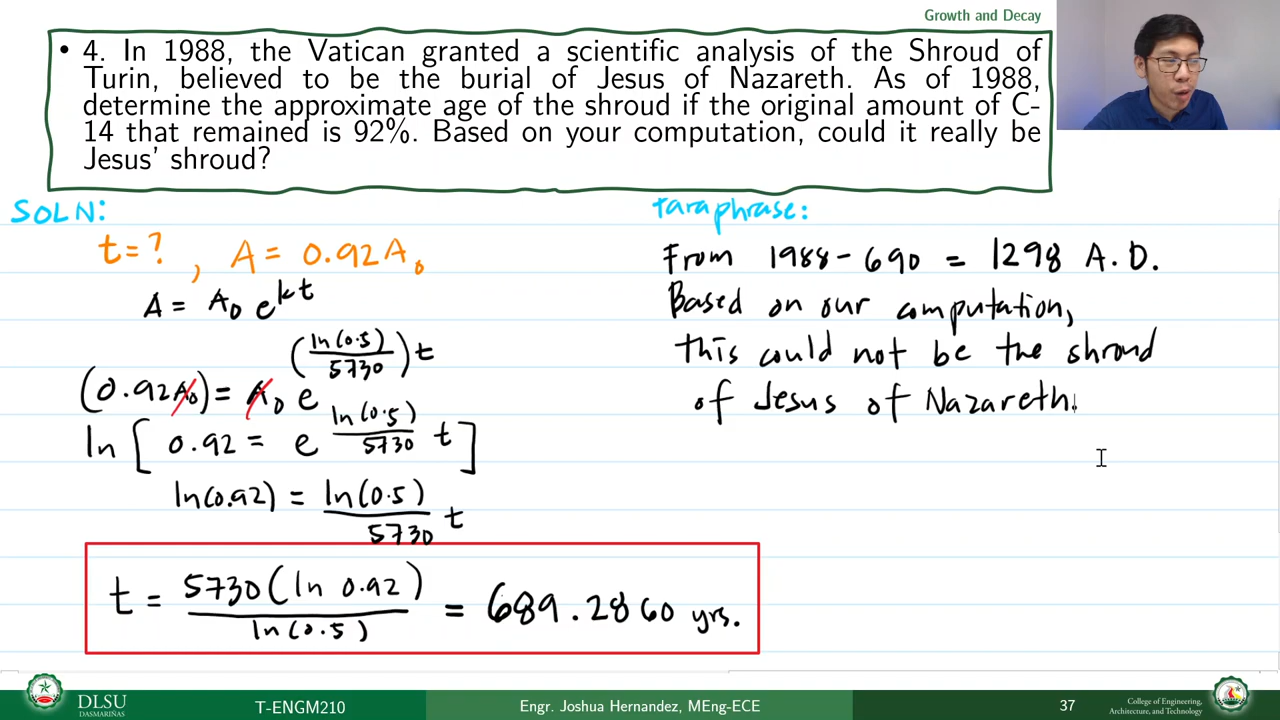 Growth and Decay
• 4. In 1988, the Vatican granted a scientific analysis of the Shroud of
Turin, believed to be the burial of Jesus of Nazareth. As of 1988,
determine the approximate age of the shroud if the original amount of C-
14 that remained is 92%. Based on your computation, could it really be
Jesus' shroud?
SOLN:
t = ? , A = 0.92A₀
A = A₀ e^kt
(0.92A₀) = A₀ e^(ln(0.5)/5730)t
ln [ 0.92 = e^ln(0.5)/5730 t ]
ln(0.92) = ln(0.5)/5730 t
t = 5730(ln 0.92)/ln(0.5) = 689.2860 yrs.
Paraphrase:
From 1988 - 690 = 1298 A.D.
Based on our computation,
this could not be the shroud
of Jesus of Nazareth.
DLSU
DASMARIÑAS
T-ENGM210
Engr. Joshua Hernandez, MEng-ECE
37
College of Engineering,
Architecture, and Technology